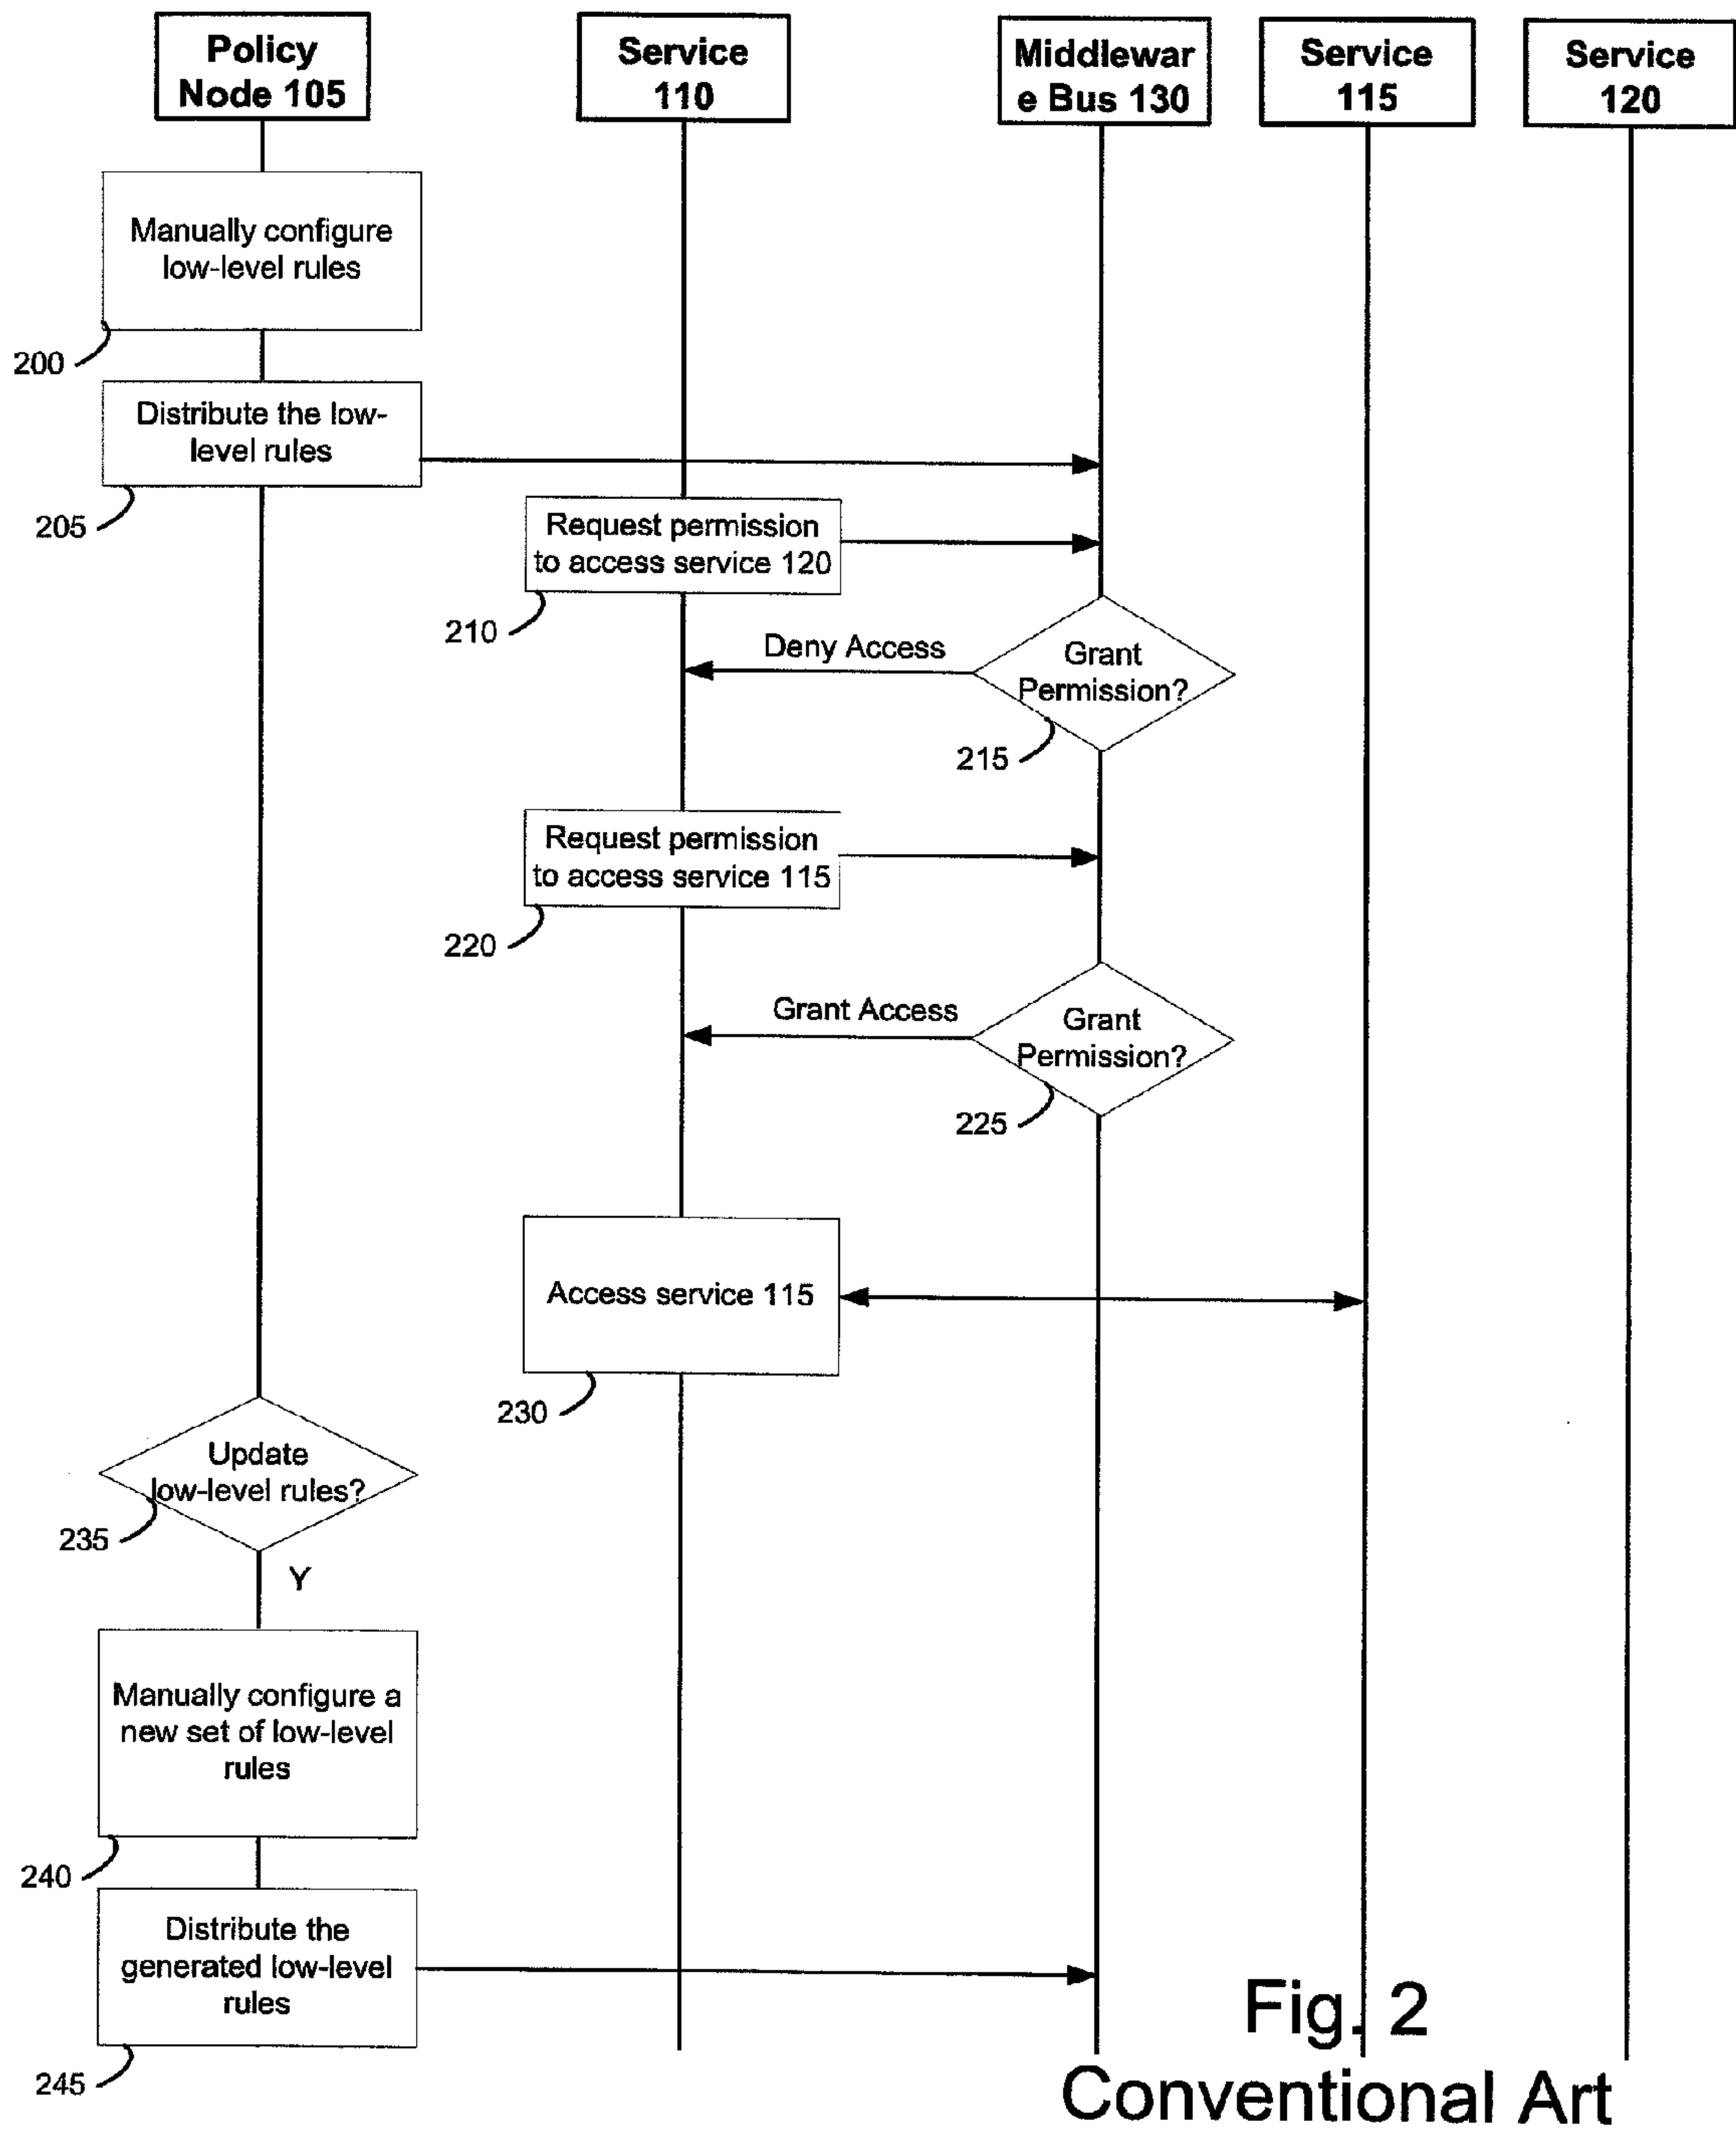 Policy
Node 105
Service
110
Middlewar
e Bus 130
Service
115
Service
120
Manually configure
low-level rules
200
Distribute the low-
level rules
205
Request permission
to access service 120
210
Deny Access
Grant
Permission?
215
Request permission
to access service 115
220
Grant Access
Grant
Permission?
225
Access service 115
230
Update
low-level rules?
235
Y
Manually configure a
new set of low-level
rules
240
Distribute the
generated low-level
rules
245
Fig. 2
Conventional Art